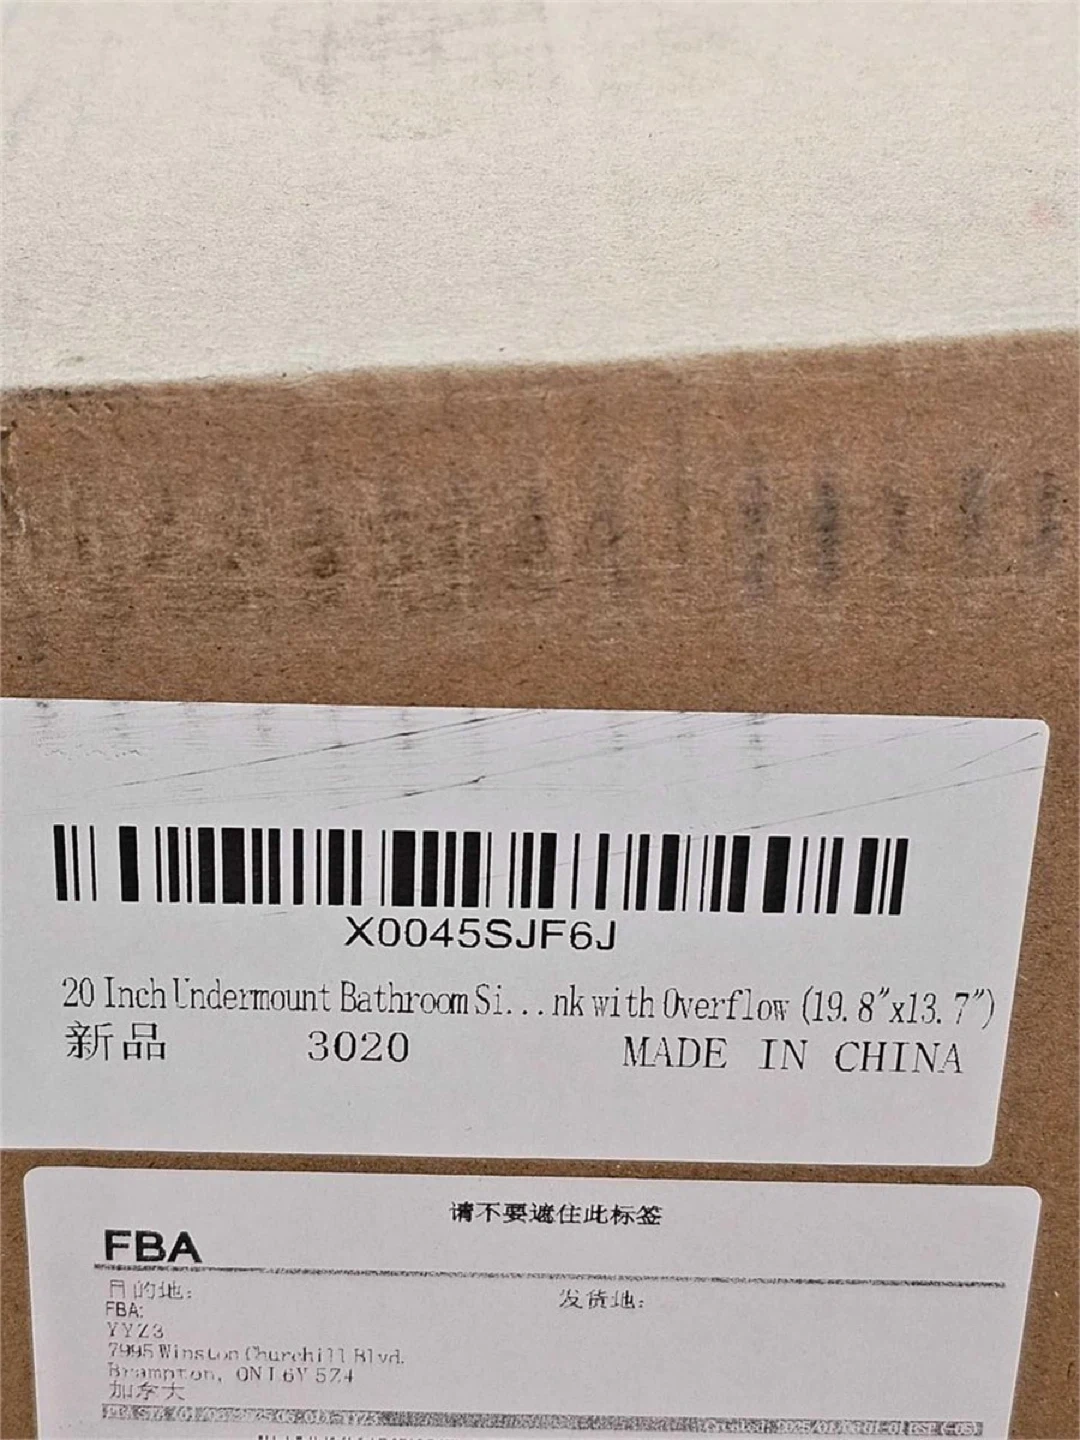 X0045SJF6J
20 Inch Undermount Bathroom Si...nk with Overflow (19.8"x13.7")
新品 3020 MADE IN CHINA
请不要遮住此标签
FBA
目的地: 发货地:
FBA:
YYZ3
7995 Winston Churchill Blvd.
Brampton, ON L6Y 5Z4
加拿大